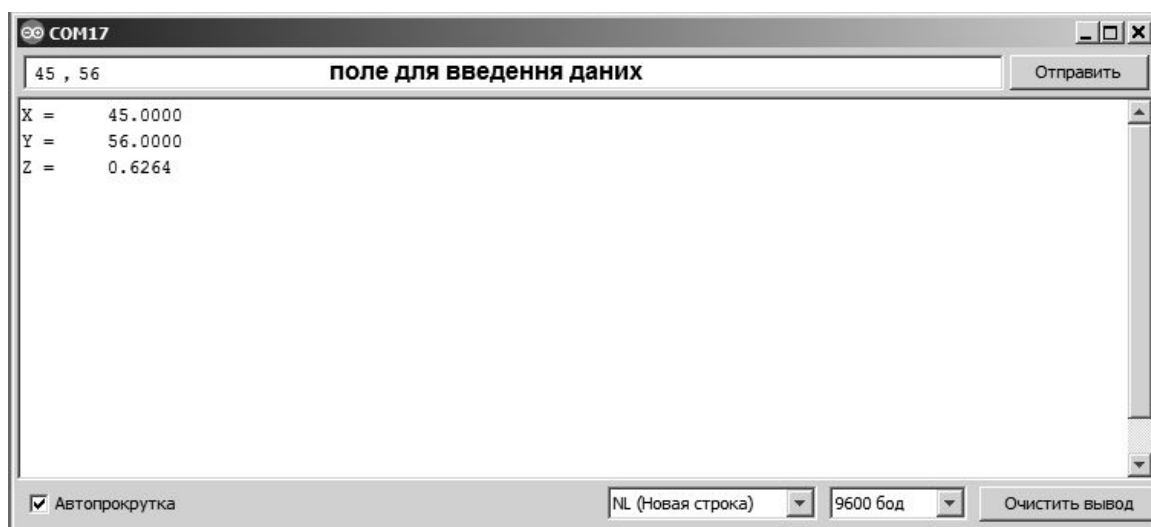 COM17
45 , 56 поле для введення даних Отправить
X = 45.0000
Y = 56.0000
Z = 0.6264
Автопрокрутка NL (Новая строка) 9600 бод Очистить вывод